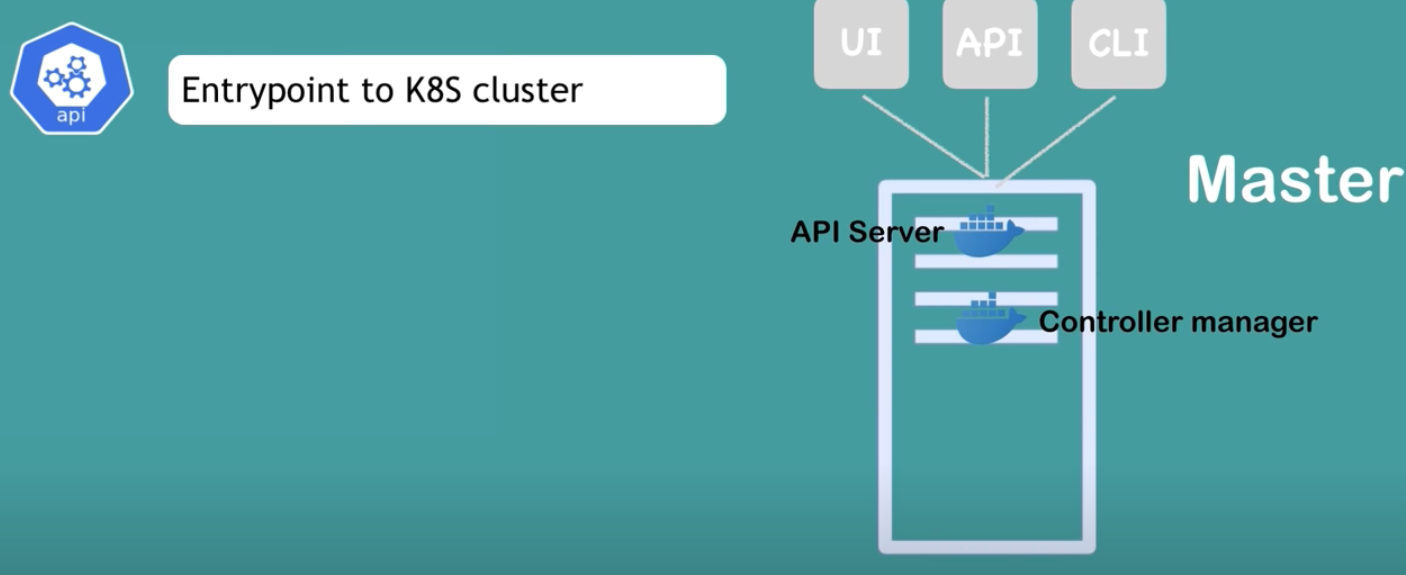 api
Entrypoint to K8S cluster
UI
API
CLI
Master
API Server
Controller manager